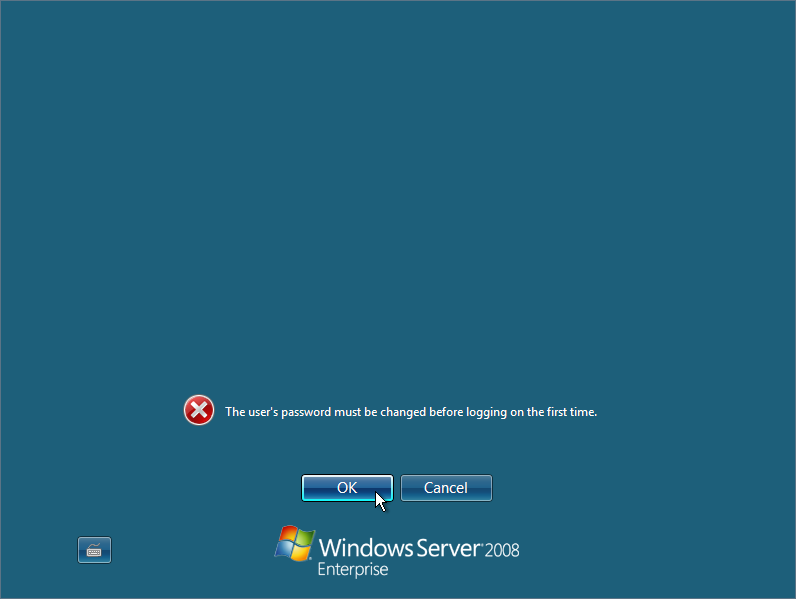 The user's password must be changed before logging on the first time.
OK Cancel
Windows Server 2008
Enterprise